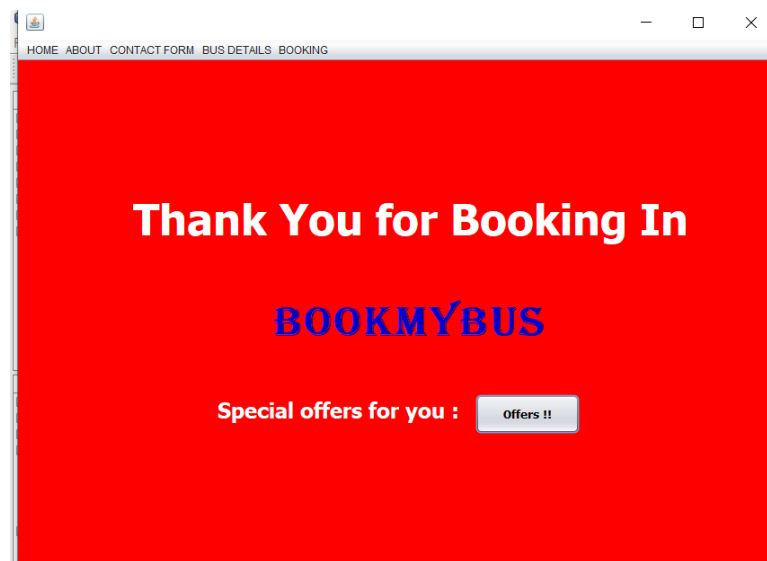 HOME ABOUT CONTACT FORM BUS DETAILS BOOKING
Thank You for Booking In
BOOKMYBUS
Special offers for you : Offers !!